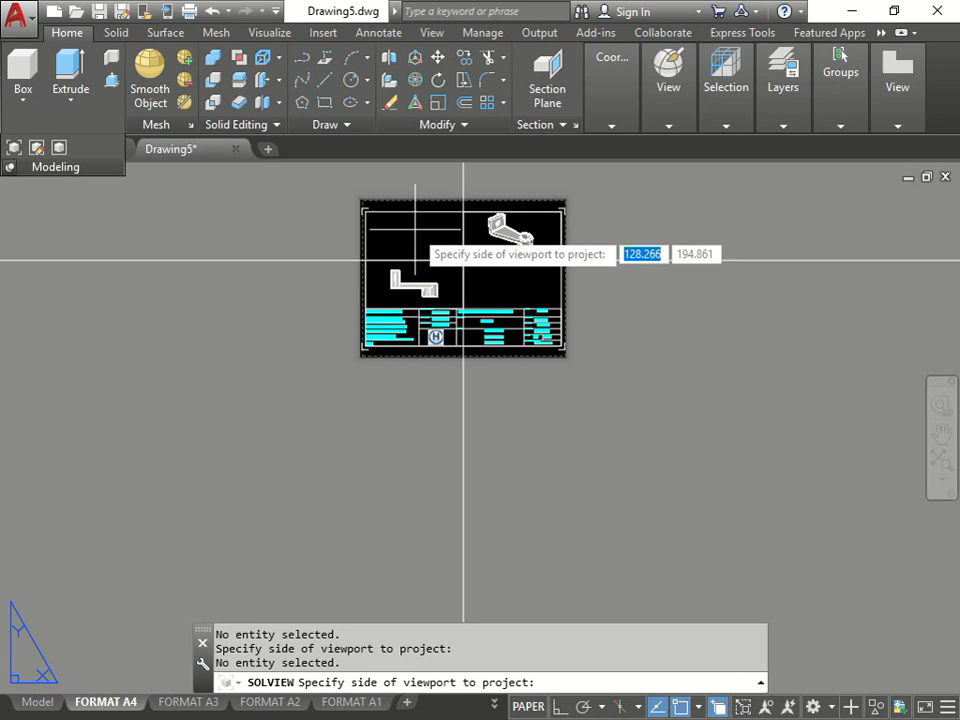 Drawing5.dwg
Type a keyword or phrase
Sign In
Home Solid Surface Mesh Visualize Insert Annotate View Manage Output Add-ins Collaborate Express Tools Featured Apps
Box
Extrude
Smooth
Object
Section
Plane
Coor...
View
Selection
Layers
Groups
View
Mesh
Solid Editing
Draw
Modify
Section
Drawing5*
Modeling
Specify side of viewport to project: 128.266 194.861
H
Y
X
No entity selected.
Specify side of viewport to project:
No entity selected.
SOLVIEW Specify side of viewport to project:
Model FORMAT A4 FORMAT A3 FORMAT A2 FORMAT A1
PAPER